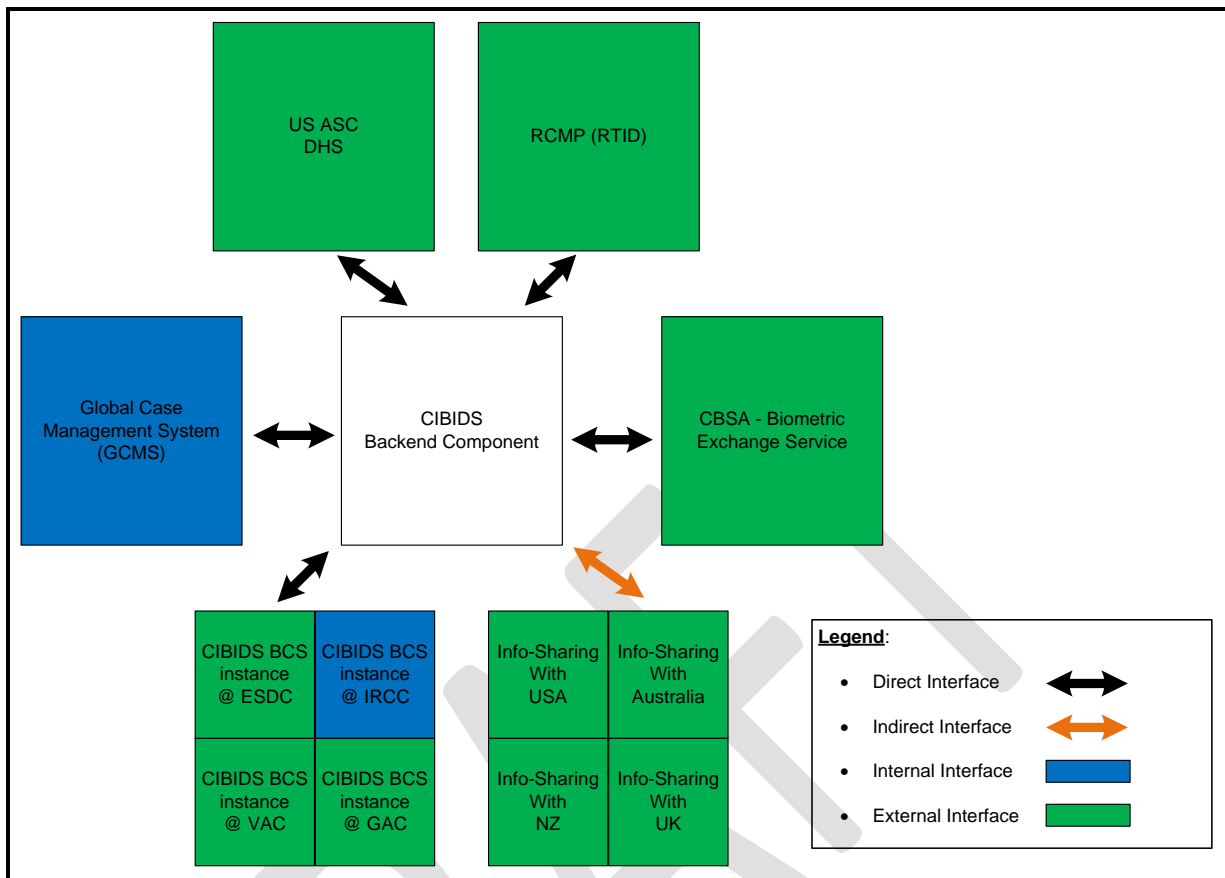 US ASC
DHS
RCMP (RTID)
Global Case
Management System
(GCMS)
CIBIDS
Backend Component
CBSA - Biometric
Exchange Service
CIBIDS BCS
instance
@ ESDC
CIBIDS BCS
instance
@ IRCC
Info-Sharing
With
USA
Info-Sharing
With
Australia
CIBIDS BCS
instance
@ VAC
CIBIDS BCS
instance
@ GAC
Info-Sharing
With
NZ
Info-Sharing
With
UK
Legend:
• Direct Interface
• Indirect Interface
• Internal Interface
• External Interface